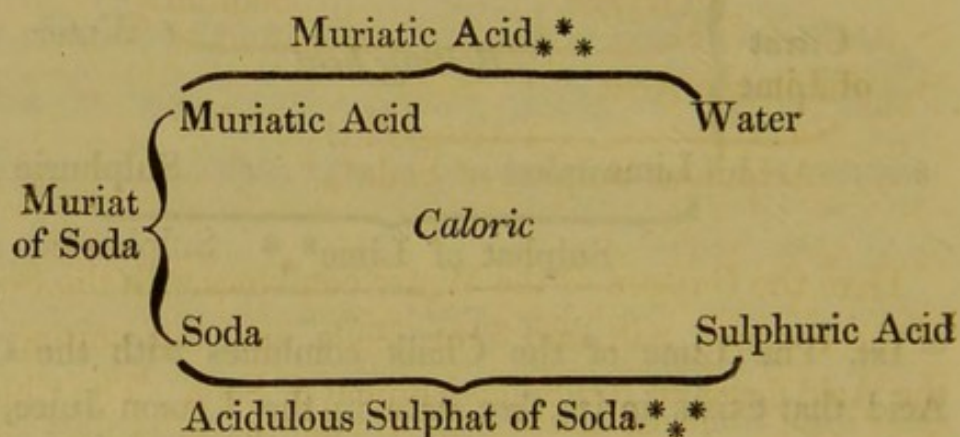 Muriatic Acid⁎*⁎
Muriatic Acid Water
Muriat
of Soda
Caloric
Soda Sulphuric Acid
Acidulous Sulphat of Soda.*⁎*